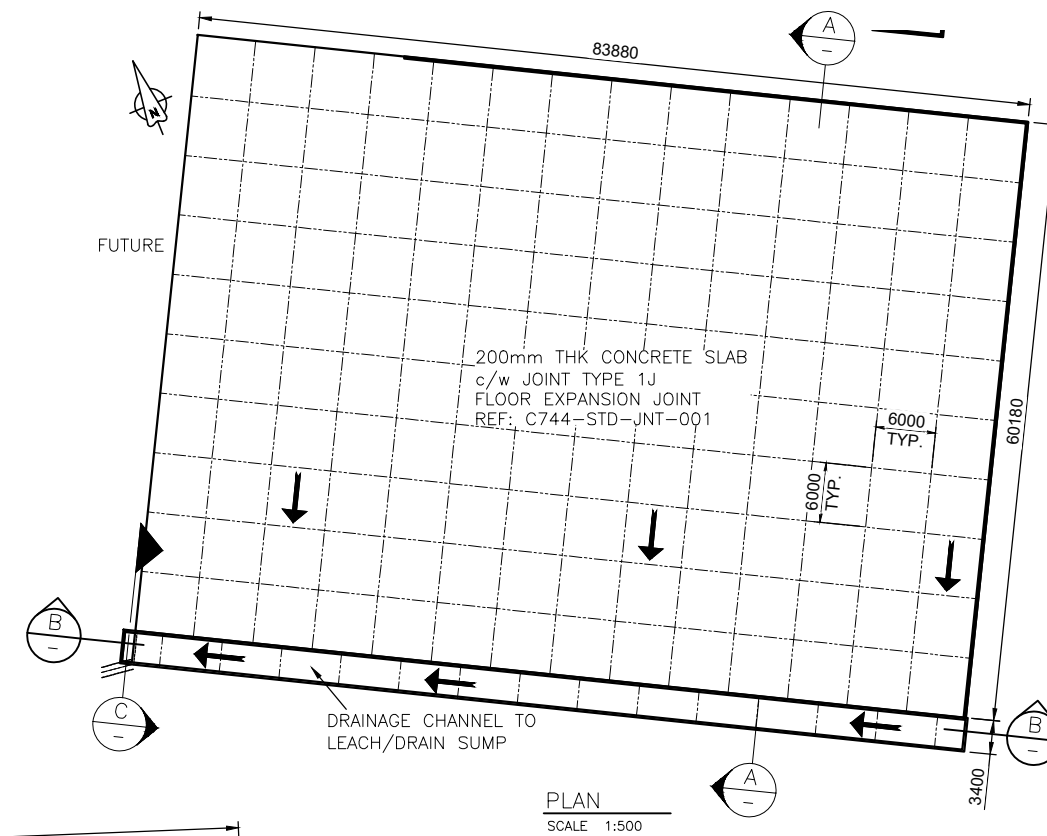 A
–
83880
N
FUTURE
200mm THK CONCRETE SLAB
c/w JOINT TYPE 1J
FLOOR EXPANSION JOINT
REF: C744-STD-JNT-001
6000
TYP.
6000
TYP.
60180
B
–
C
–
DRAINAGE CHANNEL TO
LEACH/DRAIN SUMP
B
–
A
–
3400
PLAN
SCALE 1:500